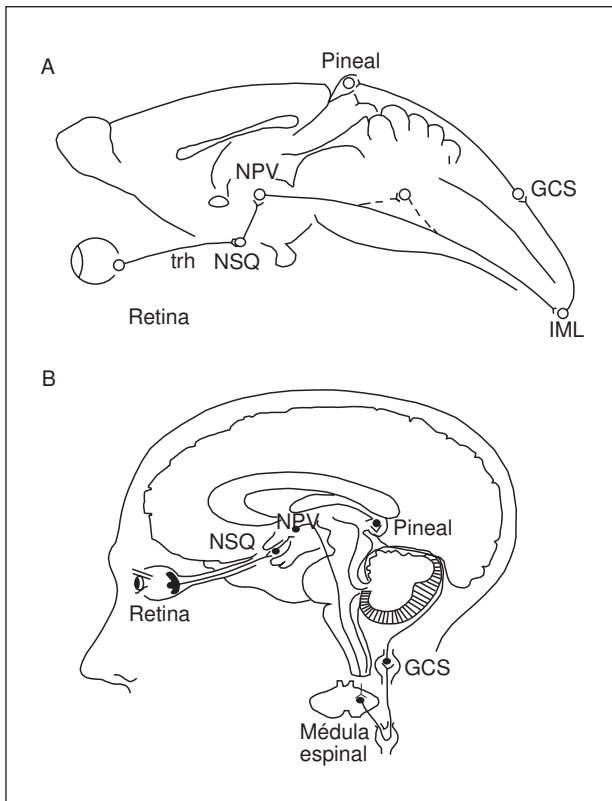 A
Pineal
NPV
GCS
trh
NSQ
Retina
IML
B
NPV
Pineal
NSQ
Retina
GCS
Médula
espinal